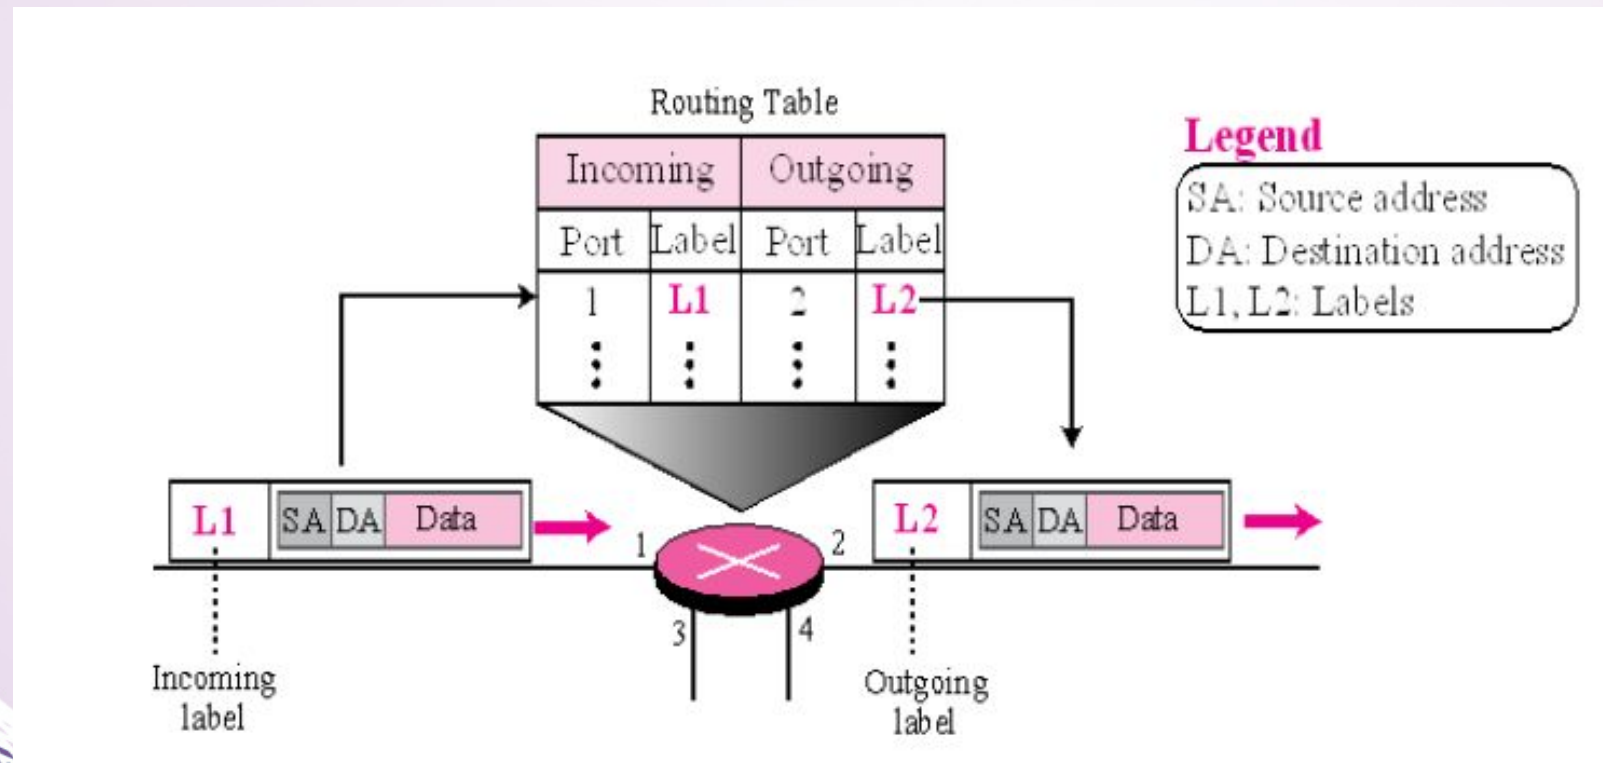 Routing Table
Incoming Outgoing
Port Label Port Label
1 L1 2 L2
Legend
SA: Source address
DA: Destination address
L1, L2: Labels
L1 SA DA Data
1 2
3 4
L2 SA DA Data
Incoming
label
Outgoing
label